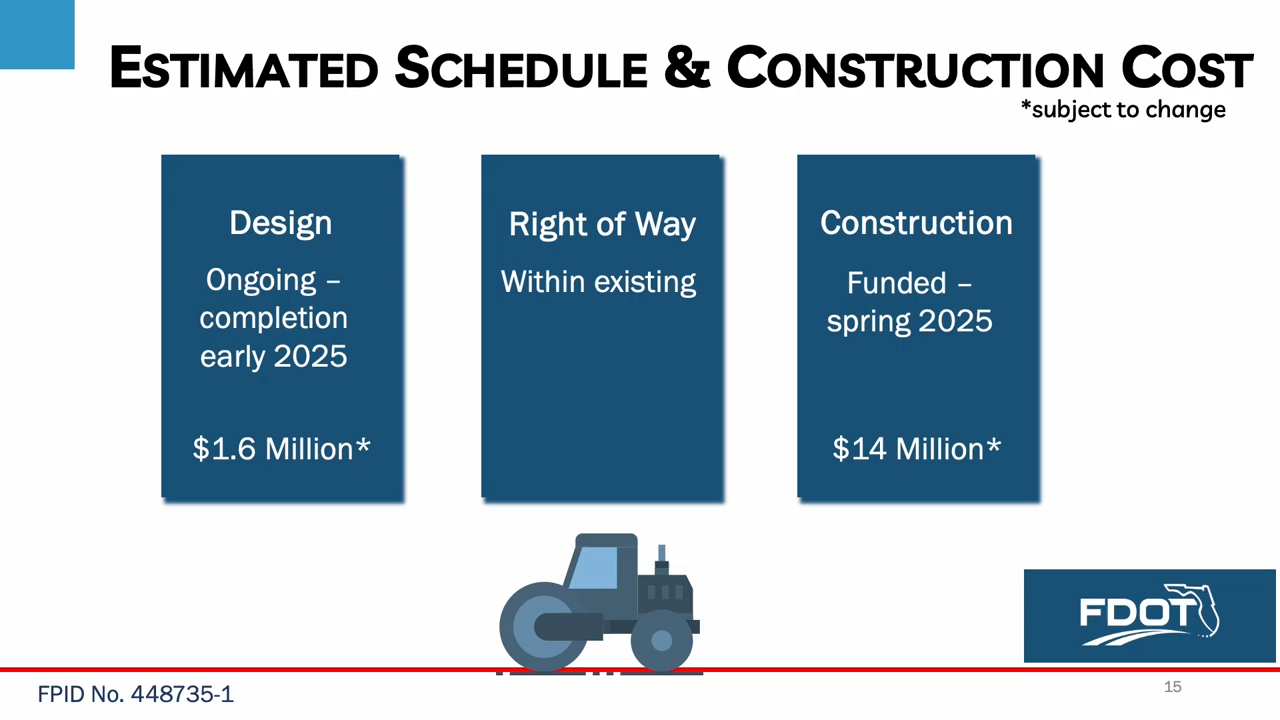 ESTIMATED SCHEDULE & CONSTRUCTION COST
*subject to change
Design
Ongoing –
completion
early 2025
$1.6 Million*
Right of Way
Within existing
Construction
Funded –
spring 2025
$14 Million*
FDOT
FPID No. 448735-1
15